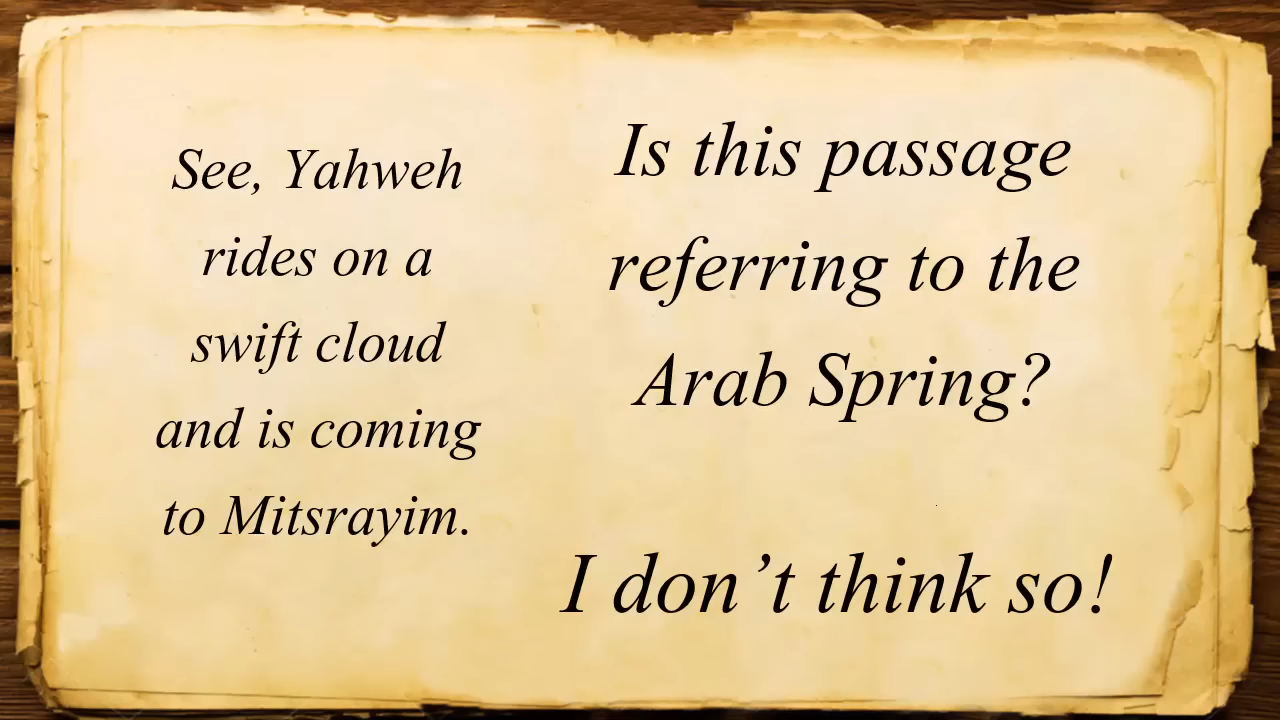 See, Yahweh
rides on a
swift cloud
and is coming
to Mitsrayim.
Is this passage
referring to the
Arab Spring?
I don’t think so!